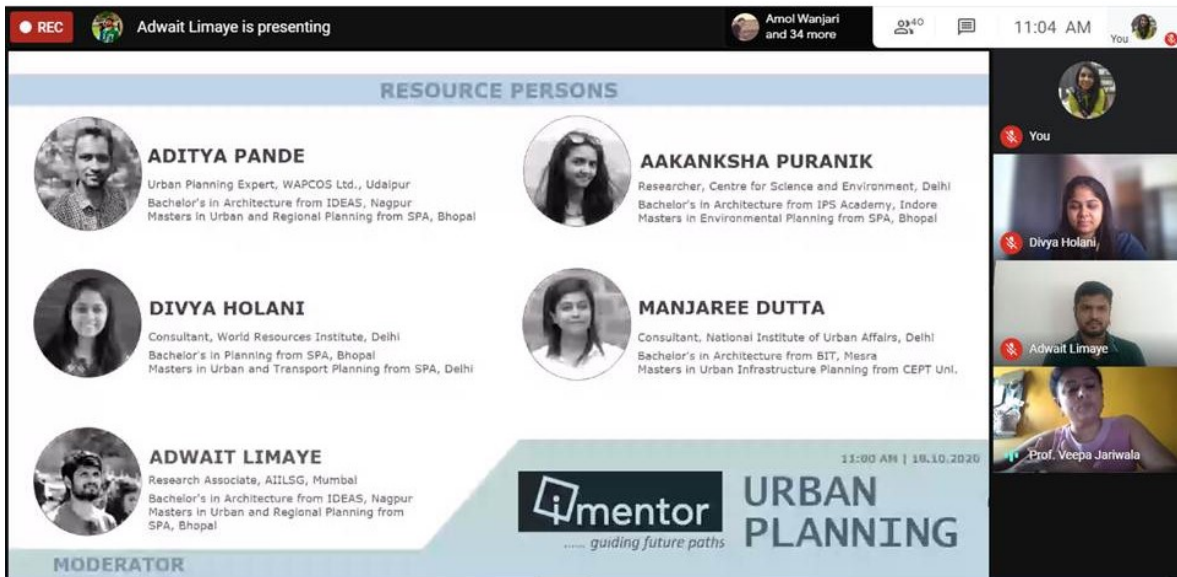 REC
Adwait Limaye is presenting
Amol Wanjari
and 34 more
40
11:04 AM
You
RESOURCE PERSONS
ADITYA PANDE
Urban Planning Expert, WAPCOS Ltd., Udaipur
Bachelor's in Architecture from IDEAS, Nagpur
Masters in Urban and Regional Planning from SPA, Bhopal
AAKANKSHA PURANIK
Researcher, Centre for Science and Environment, Delhi
Bachelor's in Architecture from IPS Academy, Indore
Masters in Environmental Planning from SPA, Bhopal
DIVYA HOLANI
Consultant, World Resources Institute, Delhi
Bachelor's in Planning from SPA, Bhopal
Masters in Urban and Transport Planning from SPA, Delhi
MANJAREE DUTTA
Consultant, National Institute of Urban Affairs, Delhi
Bachelor's in Architecture from BIT, Mesra
Masters in Urban Infrastructure Planning from CEPT Uni.
ADWAIT LIMAYE
Research Associate, AIILSG, Mumbai
Bachelor's in Architecture from IDEAS, Nagpur
Masters in Urban and Regional Planning from
SPA, Bhopal
MODERATOR
11:00 AM | 18.10.2020
imentor
...... guiding future paths
URBAN
PLANNING
You
Divya Holani
Adwait Limaye
Prof. Veepa Jariwala